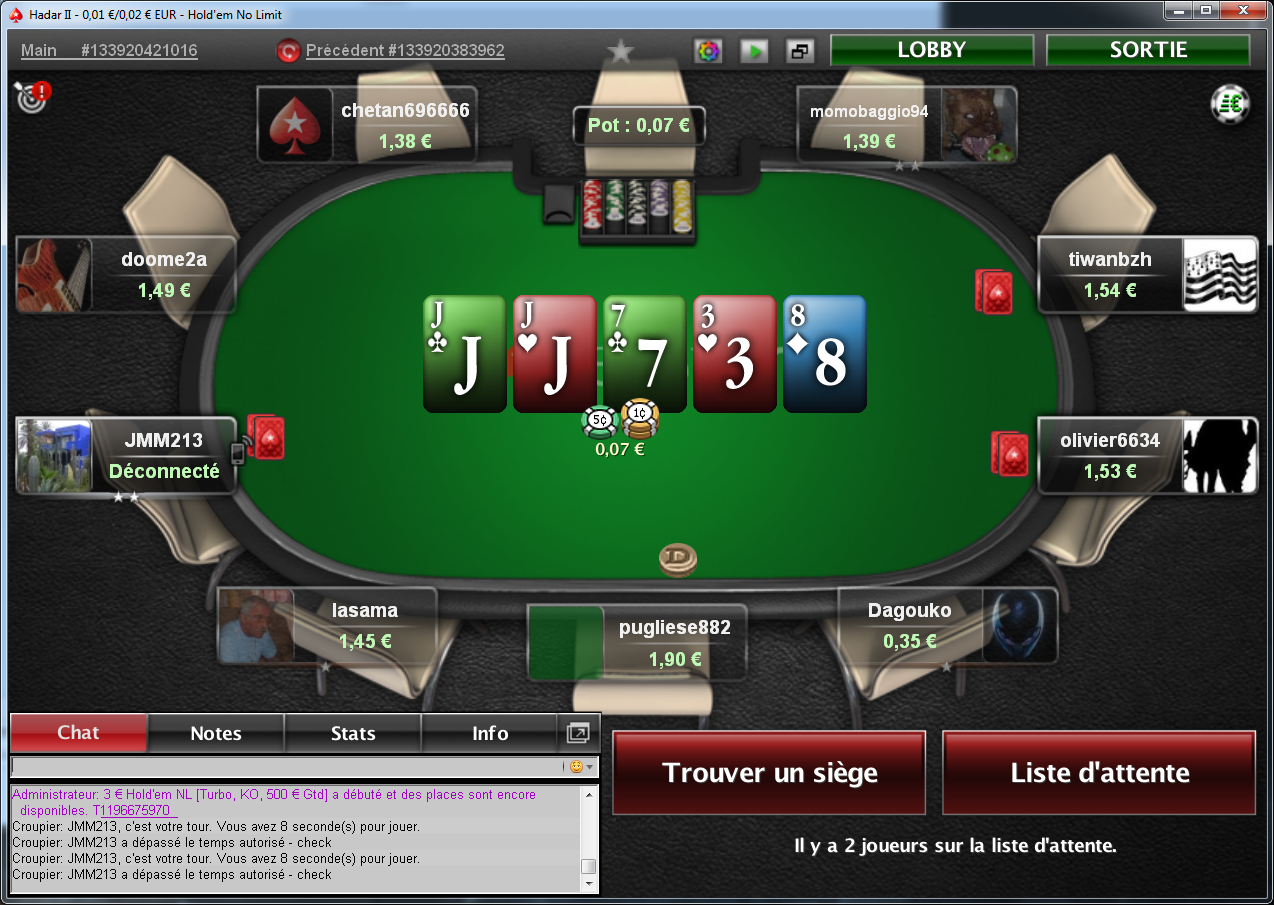 Hadar II - 0,01 €/0,02 € EUR - Hold'em No Limit
Main #133920421016
Précédent #133920383962
LOBBY
SORTIE
chetan696666
1,38 €
Pot : 0,07 €
momobaggio94
1,39 €
doome2a
1,49 €
tiwanbzh
1,54 €
J J 7 3 8
J J 7 3 8
5¢ 1¢
0,07 €
JMM213
Déconnecté
olivier6634
1,53 €
D
lasama
1,45 €
pugliese882
1,90 €
Dagouko
0,35 €
Chat Notes Stats Info
Trouver un siège
Liste d'attente
Administrateur: 3 € Hold'em NL [Turbo, KO, 500 € Gtd] a débuté et des places sont encore
disponibles. T1196675970
Croupier: JMM213, c'est votre tour. Vous avez 8 seconde(s) pour jouer.
Croupier: JMM213 a dépassé le temps autorisé - check
Croupier: JMM213, c'est votre tour. Vous avez 8 seconde(s) pour jouer.
Croupier: JMM213 a dépassé le temps autorisé - check
Il y a 2 joueurs sur la liste d'attente.